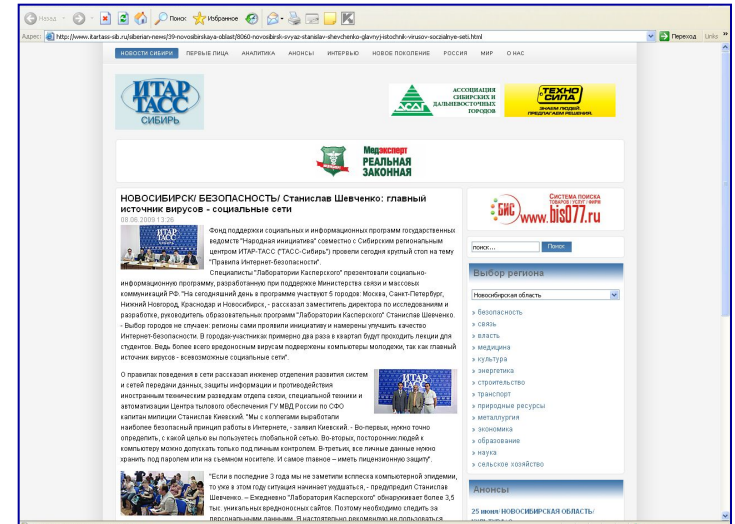 Назад
Поиск
Избранное
Адрес: http://www.itartass-sib.ru/siberian-news/39-novosibirskaya-oblast/8060-novosibirsk-svyaz-stanislav-shevchenko-glavnyj-istochnik-virusov-soczialnye-seti.html
Переход
Links
НОВОСТИ СИБИРИ ПЕРВЫЕ ЛИЦА АНАЛИТИКА АНОНСЫ ИНТЕРВЬЮ НОВОЕ ПОКОЛЕНИЕ РОССИЯ МИР О НАС
ИТАР
ТАСС
СИБИРЬ
АССОЦИАЦИЯ
СИБИРСКИХ И
ДАЛЬНЕВОСТОЧНЫХ
ГОРОДОВ
ТЕХНО
СИЛА
ЗНАЕМ ЛЮДЕЙ.
ПРЕДЛАГАЕМ РЕШЕНИЯ.
Медэксперт
РЕАЛЬНАЯ
ЗАКОННАЯ
НОВОСИБИРСК/ БЕЗОПАСНОСТЬ/ Станислав Шевченко: главный
источник вирусов - социальные сети
08.06.2009 13:26
ИТАР
ТАСС
Фонд поддержки социальных и информационных программ государственных
ведомств "Народная инициатива" совместно с Сибирским региональным
центром ИТАР-ТАСС ("ТАСС-Сибирь") провели сегодня круглый стол на тему
"Правила Интернет-безопасности".
Специалисты "Лаборатории Касперского" презентовали социально-
информационную программу, разработанную при поддержке Министерства связи и массовых
коммуникаций РФ. "На сегодняшний день в программе участвуют 5 городов: Москва, Санкт-Петербург,
Нижний Новгород, Краснодар и Новосибирск, - рассказал заместитель директора по исследованиям и
разработке, руководитель образовательных программ "Лаборатории Касперского" Станислав Шевченко.
- Выбор городов не случаен: регионы сами проявили инициативу и намерены улучшить качество
Интернет-безопасности. В городах-участниках примерно два раза в квартал будут проходить лекции для
студентов. Ведь более всего вредоносным вирусам подвержены компьютеры молодежи, так как главный
источник вирусов - всевозможные социальные сети".
О правилах поведения в сети рассказал инженер отделения развития систем
и сетей передачи данных, защиты информации и противодействия
иностранным техническим разведкам отдела связи, специальной техники и
автоматизации Центра тылового обеспечения ГУ МВД России по СФО
капитан милиции Станислав Киевский. "Мы с коллегами выработали
наиболее безопасный принцип работы в Интернете, - заявил Киевский. - Во-первых, нужно точно
определить, с какой целью вы пользуетесь глобальной сетью. Во-вторых, посторонних людей к
компьютеру можно допускать только под личным контролем. В-третьих, все личные данные нужно
хранить под паролем или на съемном носителе. И самое главное – иметь лицензионную защиту".
ИТАР
ТАСС
"Если в последние 3 года мы не заметили всплеска компьютерной эпидемии,
то уже в этом году ситуация начинает ухудшаться, - предупредил Станислав
Шевченко. – Ежедневно "Лаборатория Касперского" обнаруживает более 3,5
тыс. уникальных вредоносных сайтов. Поэтому необходимо следить за
персональными данными. Я настоятельно рекомендую не пользоваться
БИС
СИСТЕМА ПОИСКА
ТОВАРОВ / УСЛУГ / ФИРМ
www.bis077.ru
поиск...
Поиск
Выбор региона
Новосибирская область
» безопасность
» связь
» власть
» медицина
» культура
» энергетика
» строительство
» транспорт
» природные ресурсы
» металлургия
» экономика
» образование
» наука
» сельское хозяйство
Анонсы
25 июня/ НОВОСИБИРСКАЯ ОБЛАСТЬ/